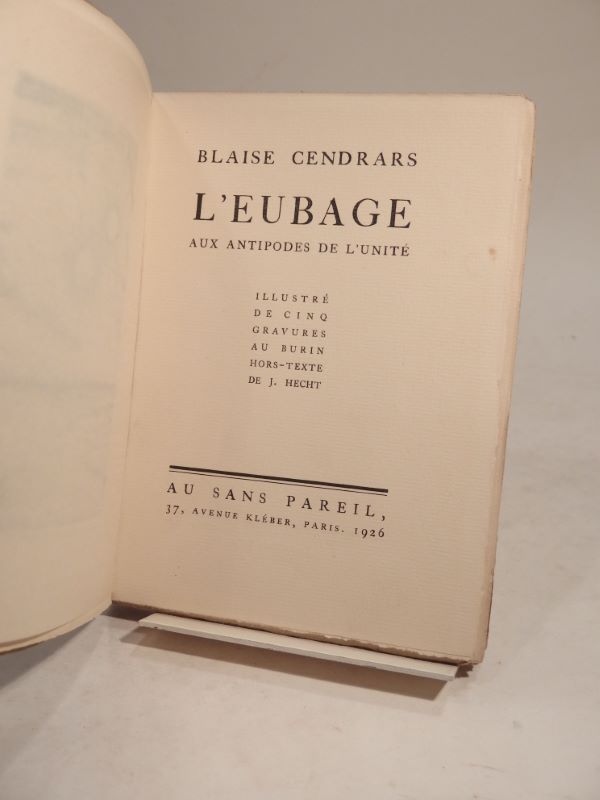 BLAISE CENDRARS
L'EUBAGE
AUX ANTIPODES DE L'UNITÉ
ILLUSTRÉ
DE CINQ
GRAVURES
AU BURIN
HORS-TEXTE
DE J. HECHT
AU SANS PAREIL,
37, AVENUE KLÉBER, PARIS. 1926